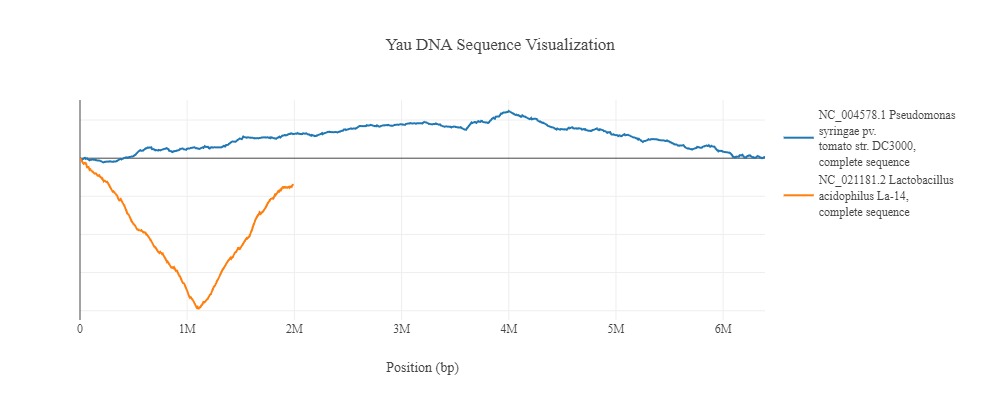 Yau DNA Sequence Visualization
NC_004578.1 Pseudomonas
syringae pv.
tomato str. DC3000,
complete sequence
NC_021181.2 Lactobacillus
acidophilus La-14,
complete sequence
0 1M 2M 3M 4M 5M 6M
Position (bp)